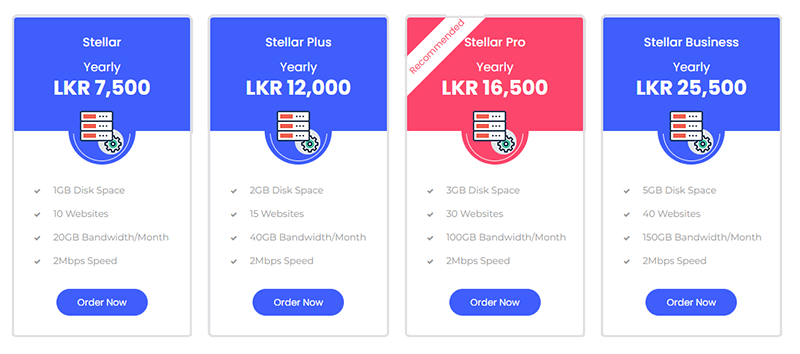 Stellar
Yearly
LKR 7,500
1GB Disk Space
10 Websites
20GB Bandwidth/Month
2Mbps Speed
Order Now
Stellar Plus
Yearly
LKR 12,000
2GB Disk Space
15 Websites
40GB Bandwidth/Month
2Mbps Speed
Order Now
Recommended
Stellar Pro
Yearly
LKR 16,500
3GB Disk Space
30 Websites
100GB Bandwidth/Month
2Mbps Speed
Order Now
Stellar Business
Yearly
LKR 25,500
5GB Disk Space
40 Websites
150GB Bandwidth/Month
2Mbps Speed
Order Now